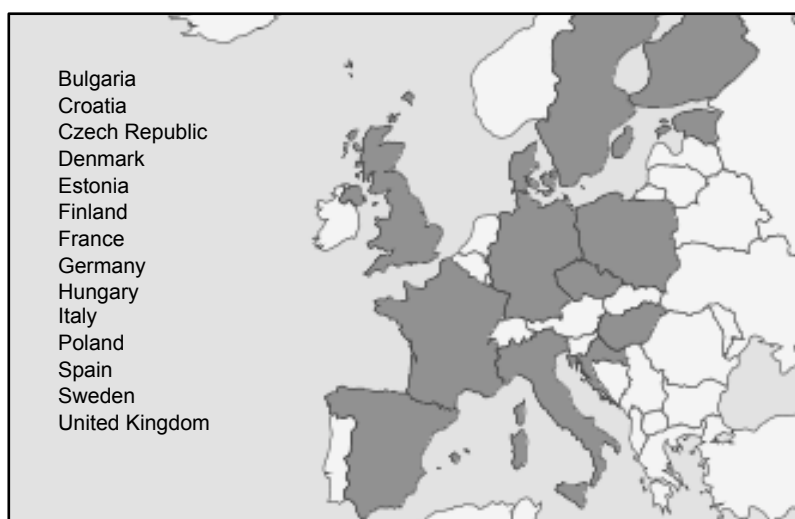 Bulgaria
Croatia
Czech Republic
Denmark
Estonia
Finland
France
Germany
Hungary
Italy
Poland
Spain
Sweden
United Kingdom